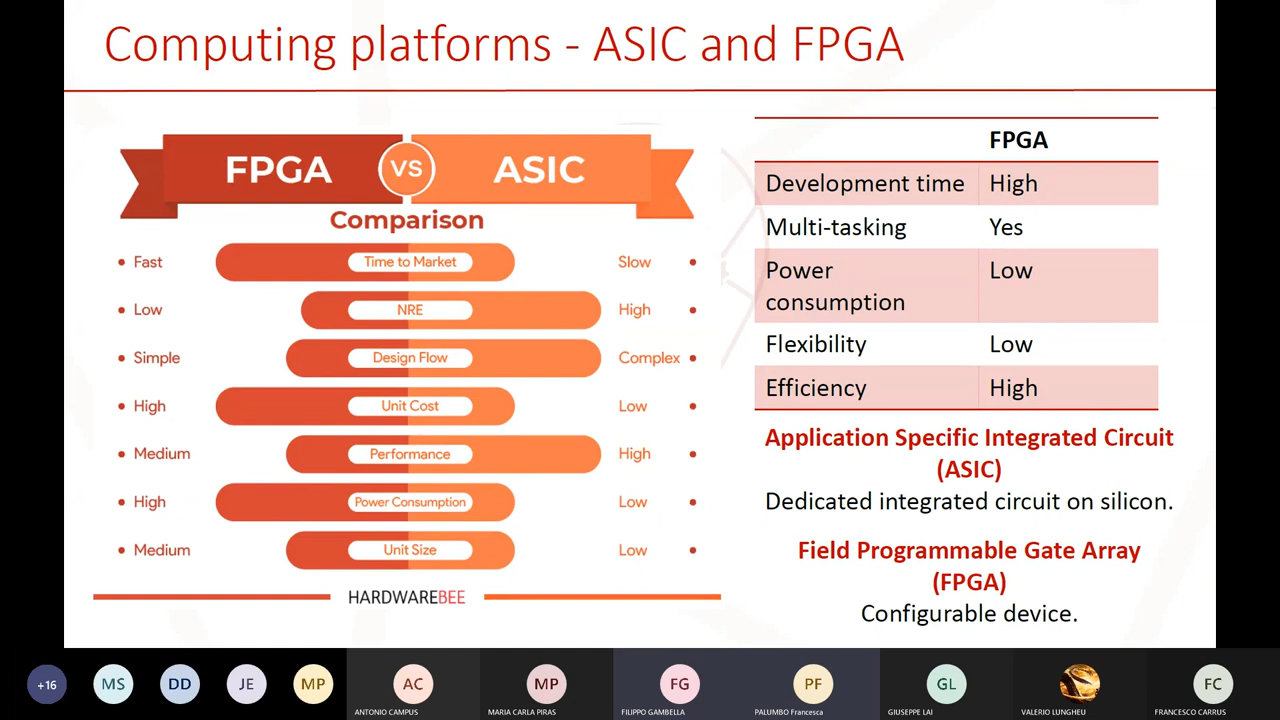 Computing platforms - ASIC and FPGA
FPGA VS ASIC
Comparison
Fast Time to Market Slow
Low NRE High
Simple Design Flow Complex
High Unit Cost Low
Medium Performance High
High Power Consumption Low
Medium Unit Size Low
HARDWAREBEE
FPGA
Development time High
Multi-tasking Yes
Power Low
consumption
Flexibility Low
Efficiency High
Application Specific Integrated Circuit
(ASIC)
Dedicated integrated circuit on silicon.
Field Programmable Gate Array
(FPGA)
Configurable device.
+16 MS DD JE MP AC MP FG PF GL FC
ANTONIO CAMPUS MARIA CARLA PIRAS FILIPPO GAMBELLA PALUMBO Francesca GIUSEPPE LAI VALERIO LUNGHEU FRANCESCO CARRUS